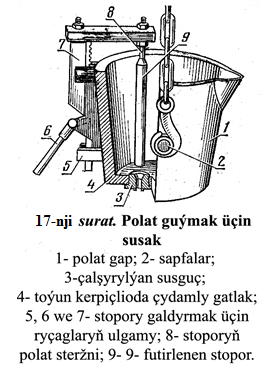 8
9
7
1
6
5
2
4
3
17-nji surat. Polat guýmak üçin
susak
1- polat gap; 2- sapfalar;
3-çalşyrylýan susguç;
4- toýun kerpiçlioda çydamly gatlak;
5, 6 we 7- stopory galdyrmak üçin
ryçaglaryň ulgamy; 8- stoporyň
polat steržni; 9- 9- futirlenen stopor.